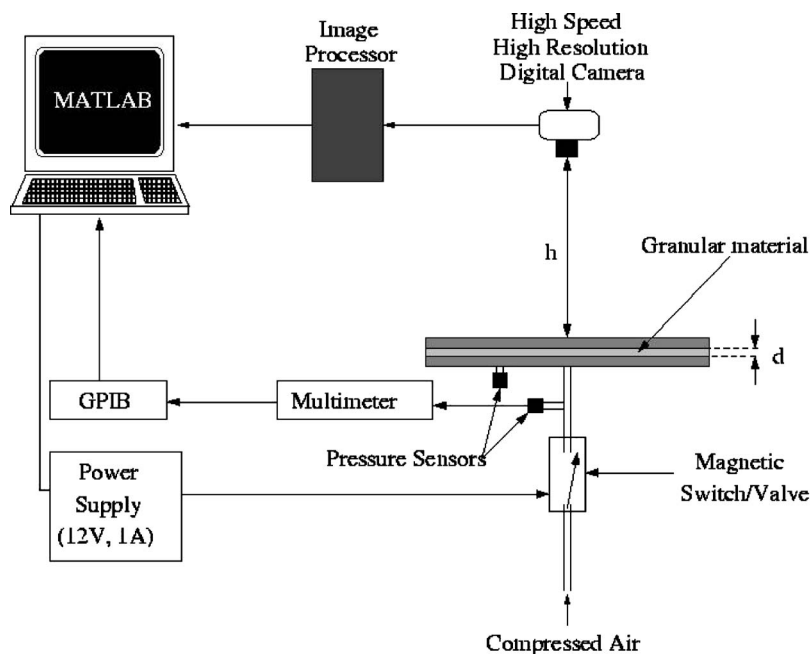 High Speed
High Resolution
Digital Camera
Image
Processor
MATLAB
h
Granular material
d
GPIB
Multimeter
Pressure Sensors
Power
Supply
(12V, 1A)
Magnetic
Switch/Valve
Compressed Air